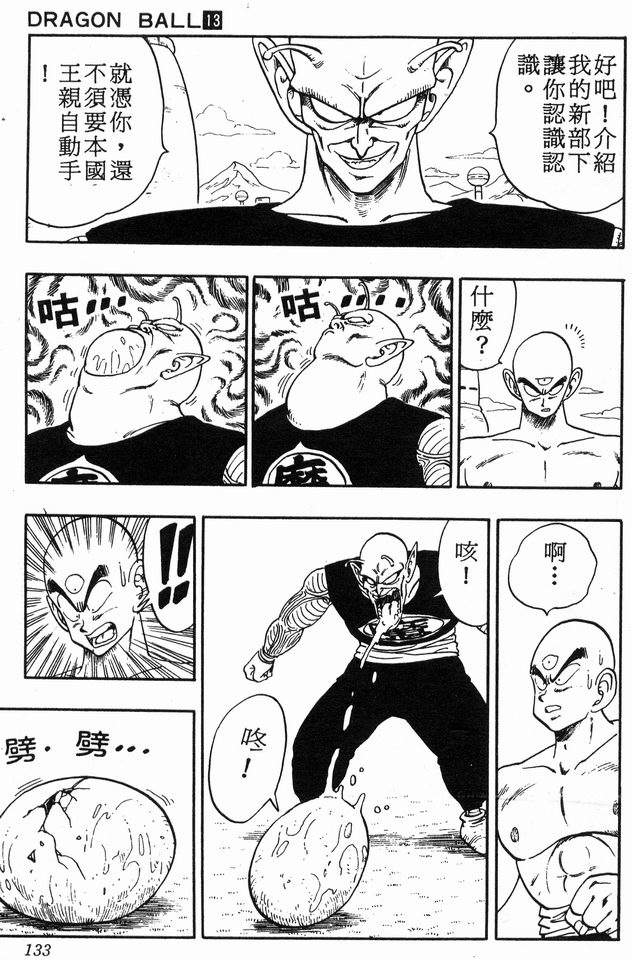 DRAGON BALL 13
好吧！介紹
我的新部下
讓你認識認
識。
就憑你，還
不須要本國
王親自動手
！
什麼？
咕……
魔
咕…
啊…
咳！
咚！
!!
劈．劈…
133